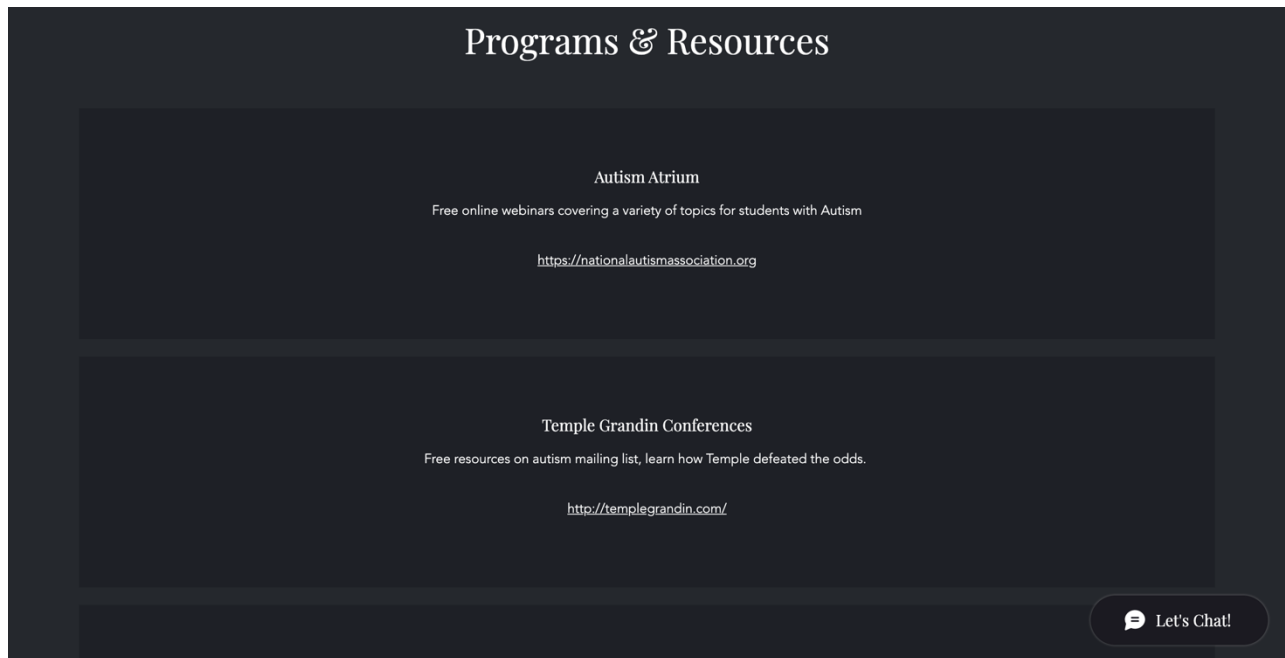 Programs & Resources
Autism Atrium
Free online webinars covering a variety of topics for students with Autism
https://nationalautismassociation.org
Temple Grandin Conferences
Free resources on autism mailing list, learn how Temple defeated the odds.
http://templegrandin.com/
Let's Chat!